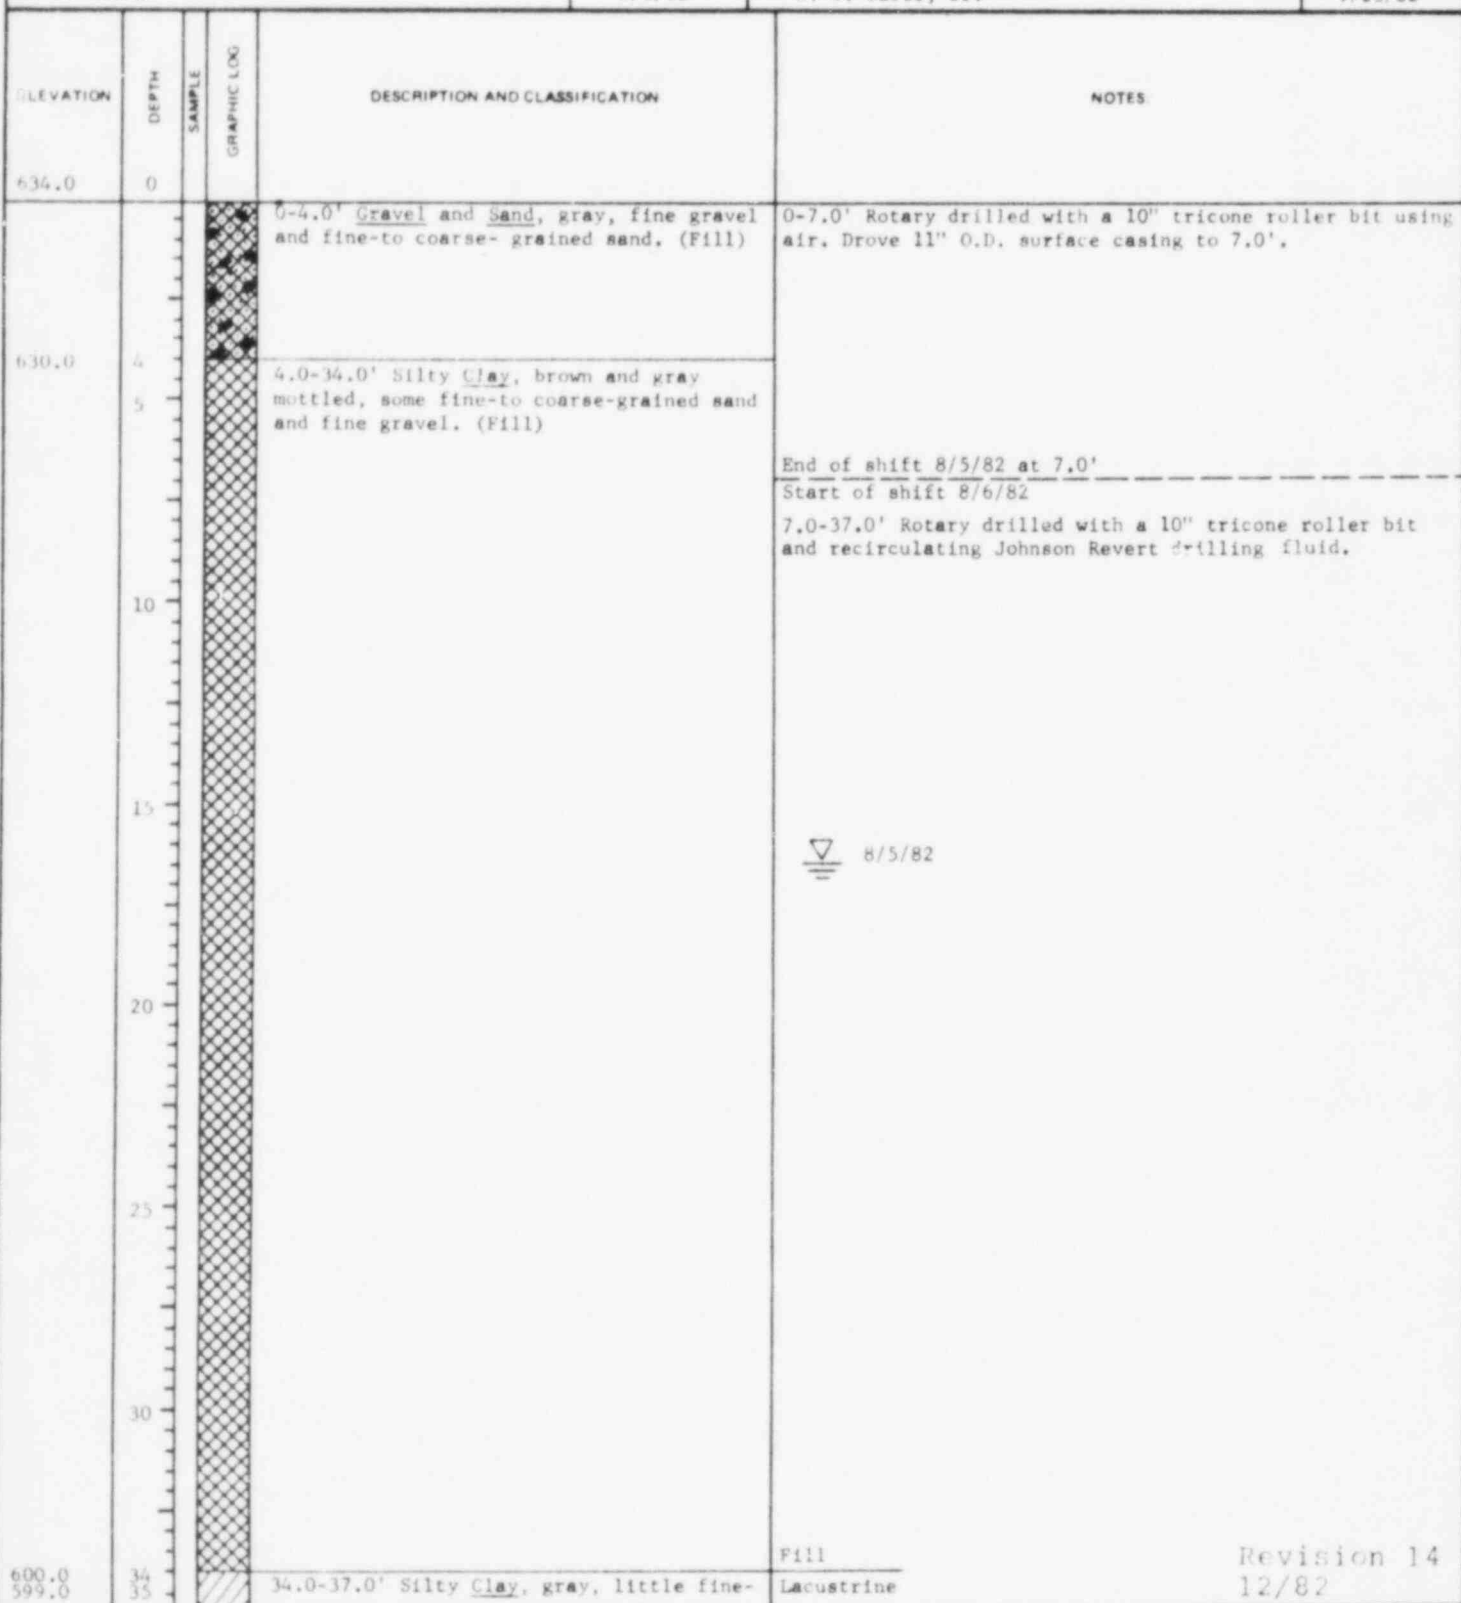 ELEVATION
DEPTH
SAMPLE
GRAPHIC LOG
DESCRIPTION AND CLASSIFICATION
NOTES
634.0 0
0-4.0' Gravel and Sand, gray, fine gravel
and fine-to coarse- grained sand. (Fill)
0-7.0' Rotary drilled with a 10" tricone roller bit using
air. Drove 11" O.D. surface casing to 7.0'.
630.0 4
4.0-34.0' Silty Clay, brown and gray
mottled, some fine-to coarse-grained sand
and fine gravel. (Fill)
5
End of shift 8/5/82 at 7.0'
Start of shift 8/6/82
7.0-37.0' Rotary drilled with a 10" tricone roller bit
and recirculating Johnson Revert drilling fluid.
10
15
8/5/82
20
25
30
Fill
600.0 34
599.0 35
34.0-37.0' Silty Clay, gray, little fine-
Lacustrine
Revision 14
12/82